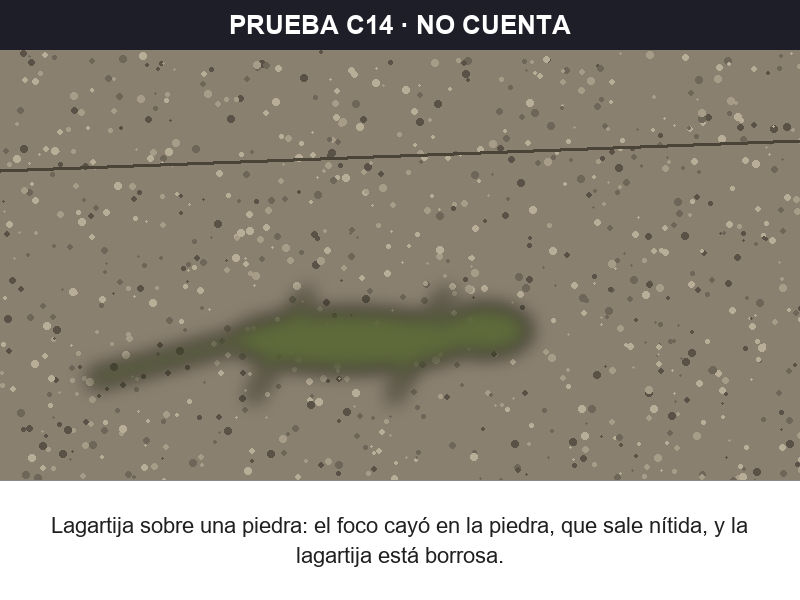 PRUEBA C14 · NO CUENTA
Lagartija sobre una piedra: el foco cayó en la piedra, que sale nítida, y la
lagartija está borrosa.